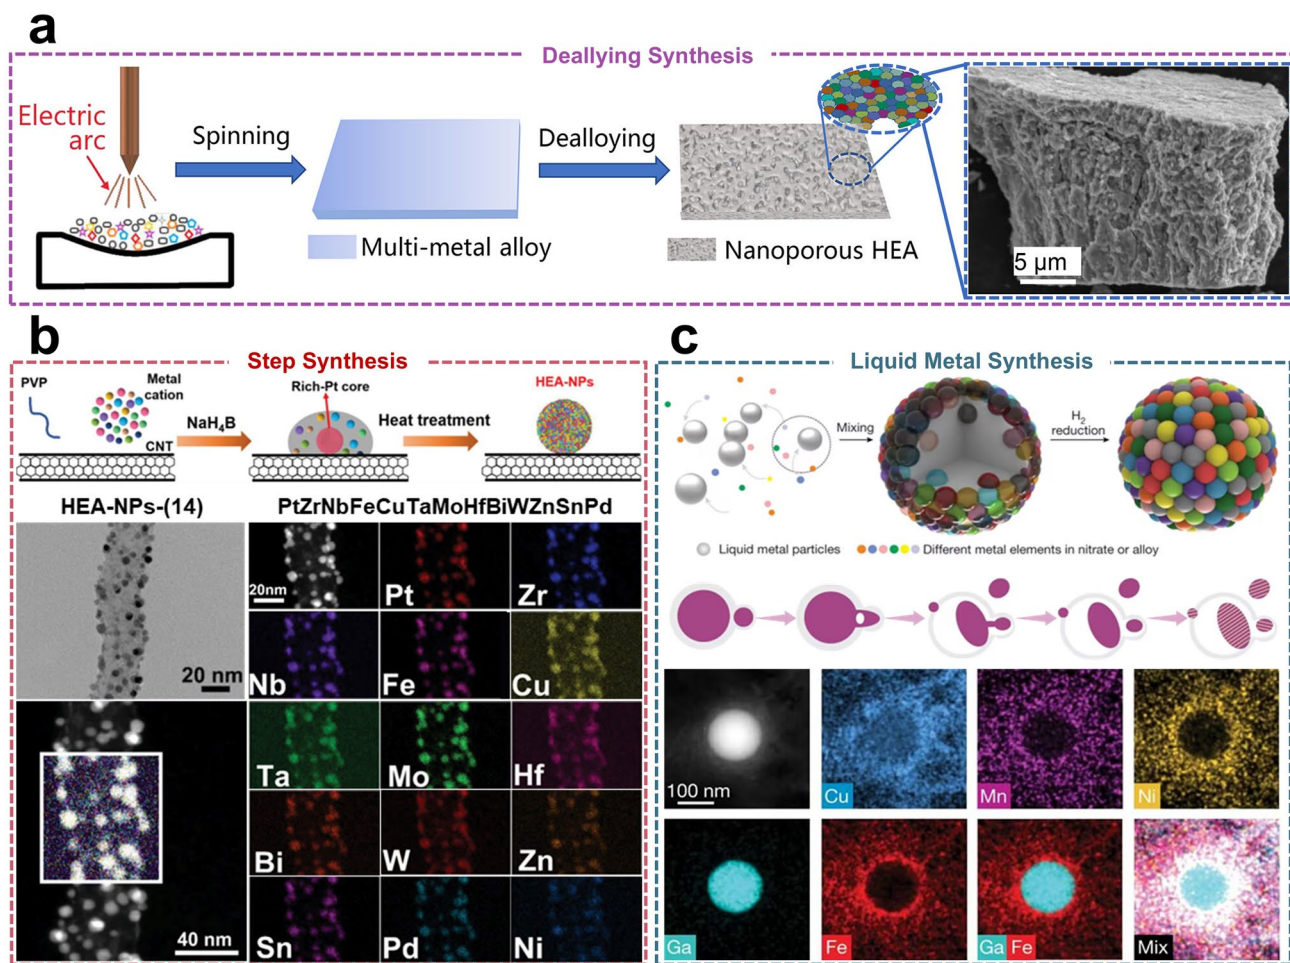 a
Deallying Synthesis
Electric
arc
Spinning
Dealloying
Multi-metal alloy
Nanoporous HEA
5 μm
b
Step Synthesis
PVP
Metal
cation
NaH₄B
CNT
Rich-Pt core
Heat treatment
HEA-NPs
HEA-NPs-(14)
PtZrNbFeCuTaMoHfBiWZnSnPd
20 nm
20nm
Pt
Zr
Nb
Fe
Cu
Ta
Mo
Hf
Bi
W
Zn
40 nm
Sn
Pd
Ni
c
Liquid Metal Synthesis
Mixing
H₂
reduction
Liquid metal particles
Different metal elements in nitrate or alloy
100 nm
Cu
Mn
Ni
Ga
Fe
Ga Fe
Mix